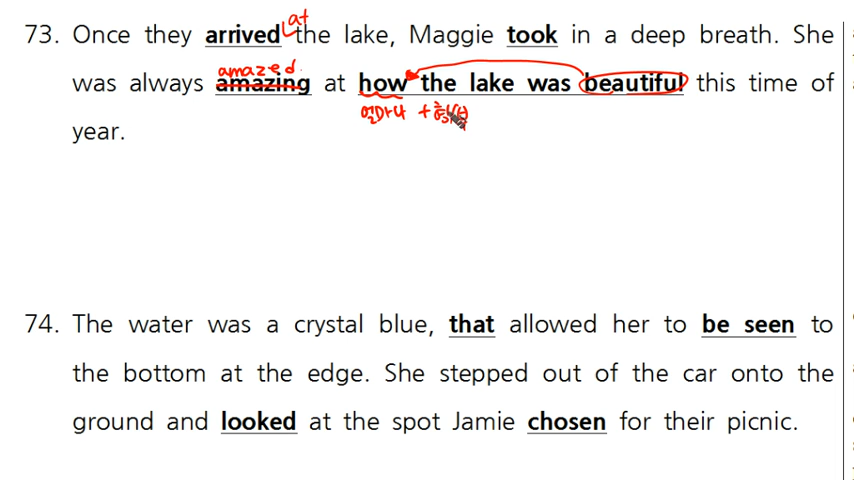 at
73. Once they arrived the lake, Maggie took in a deep breath. She
amazed
was always amazing at how the lake was beautiful this time of
얼마나 +
year.
74. The water was a crystal blue, that allowed her to be seen to
the bottom at the edge. She stepped out of the car onto the
ground and looked at the spot Jamie chosen for their picnic.